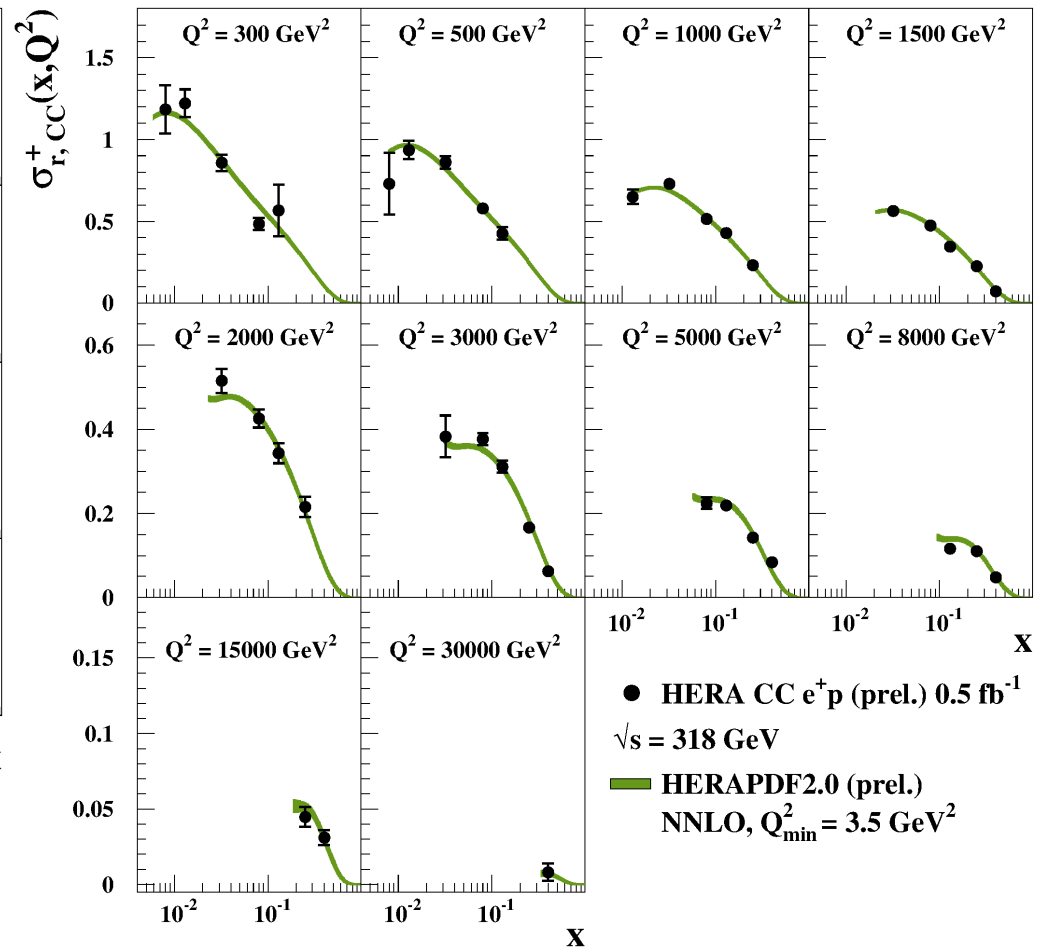 σ⁺r, CC(x,Q²)
Q² = 300 GeV²
Q² = 500 GeV²
Q² = 1000 GeV²
Q² = 1500 GeV²
1.5
1
0.5
0
Q² = 2000 GeV²
Q² = 3000 GeV²
Q² = 5000 GeV²
Q² = 8000 GeV²
0.6
0.4
0.2
0
10⁻² 10⁻¹ 10⁻² 10⁻¹
x
Q² = 15000 GeV²
Q² = 30000 GeV²
0.15
0.1
0.05
0
10⁻² 10⁻¹ 10⁻² 10⁻¹
x
HERA CC e⁺p (prel.) 0.5 fb⁻¹
√s = 318 GeV
HERAPDF2.0 (prel.)
NNLO, Q²min = 3.5 GeV²